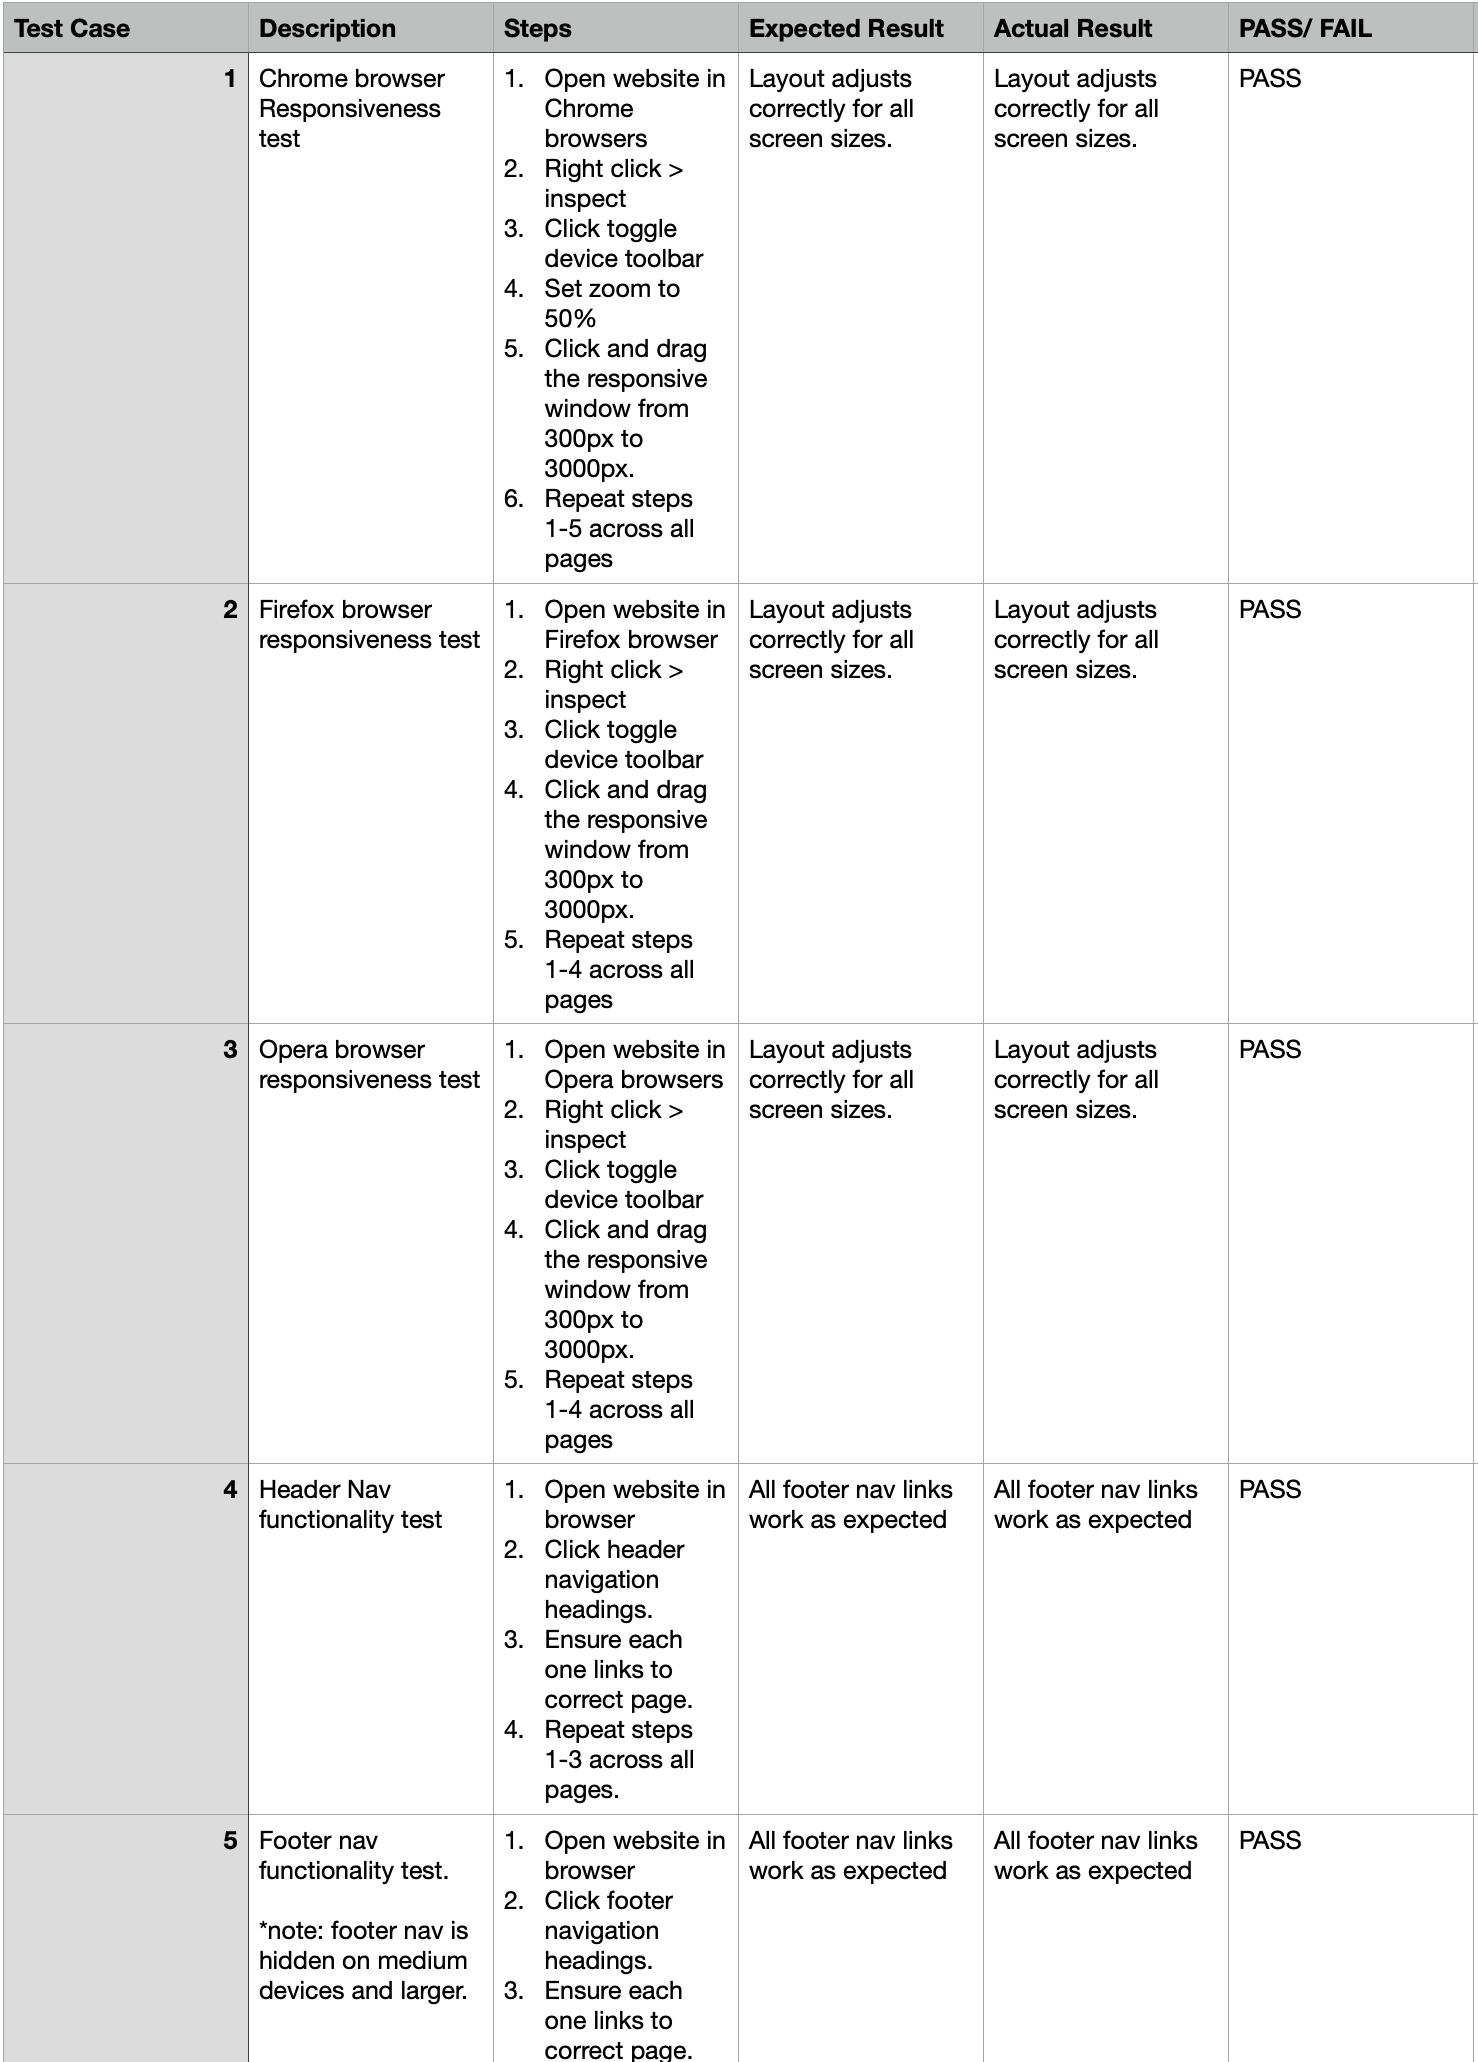 Test Case Description Steps Expected Result Actual Result PASS/ FAIL
1
Chrome browser
Responsiveness
test
1. Open website in
Chrome
browsers
2. Right click >
inspect
3. Click toggle
device toolbar
4. Set zoom to
50%
5. Click and drag
the responsive
window from
300px to
3000px.
6. Repeat steps
1-5 across all
pages
Layout adjusts
correctly for all
screen sizes.
Layout adjusts
correctly for all
screen sizes.
PASS
2
Firefox browser
responsiveness test
1. Open website in
Firefox browser
2. Right click >
inspect
3. Click toggle
device toolbar
4. Click and drag
the responsive
window from
300px to
3000px.
5. Repeat steps
1-4 across all
pages
Layout adjusts
correctly for all
screen sizes.
Layout adjusts
correctly for all
screen sizes.
PASS
3
Opera browser
responsiveness test
1. Open website in
Opera browsers
2. Right click >
inspect
3. Click toggle
device toolbar
4. Click and drag
the responsive
window from
300px to
3000px.
5. Repeat steps
1-4 across all
pages
Layout adjusts
correctly for all
screen sizes.
Layout adjusts
correctly for all
screen sizes.
PASS
4
Header Nav
functionality test
1. Open website in
browser
2. Click header
navigation
headings.
3. Ensure each
one links to
correct page.
4. Repeat steps
1-3 across all
pages.
All footer nav links
work as expected
All footer nav links
work as expected
PASS
5
Footer nav
functionality test.
*note: footer nav is
hidden on medium
devices and larger.
1. Open website in
browser
2. Click footer
navigation
headings.
3. Ensure each
one links to
correct page.
All footer nav links
work as expected
All footer nav links
work as expected
PASS